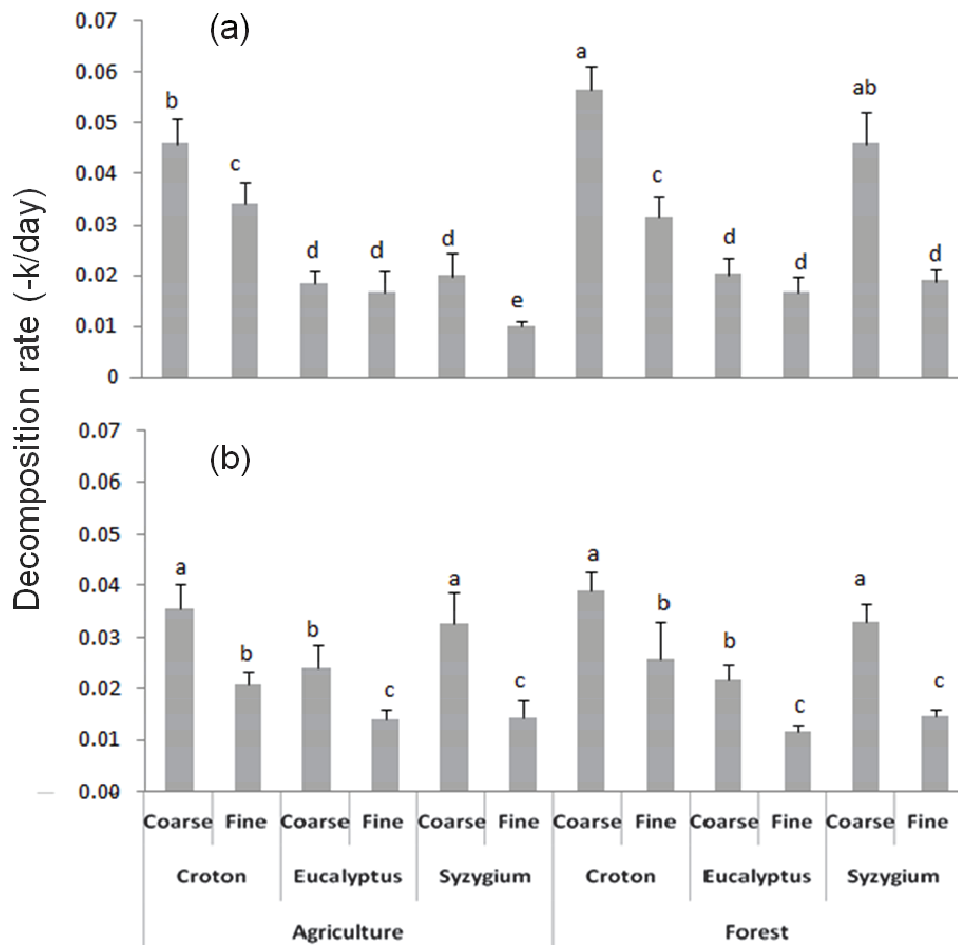 (a)
0.07
0.06
0.05
0.04
0.03
0.02
0.01
0
b
c
d
d
d
e
a
c
d
d
ab
d
Decomposition rate (-k/day)
(b)
0.07
0.06
0.05
0.04
0.03
0.02
0.01
0.00
a
b
b
c
a
c
a
b
b
c
a
c
Coarse Fine Coarse Fine Coarse Fine Coarse Fine Coarse Fine Coarse Fine
Croton Eucalyptus Syzygium Croton Eucalyptus Syzygium
Agriculture Forest